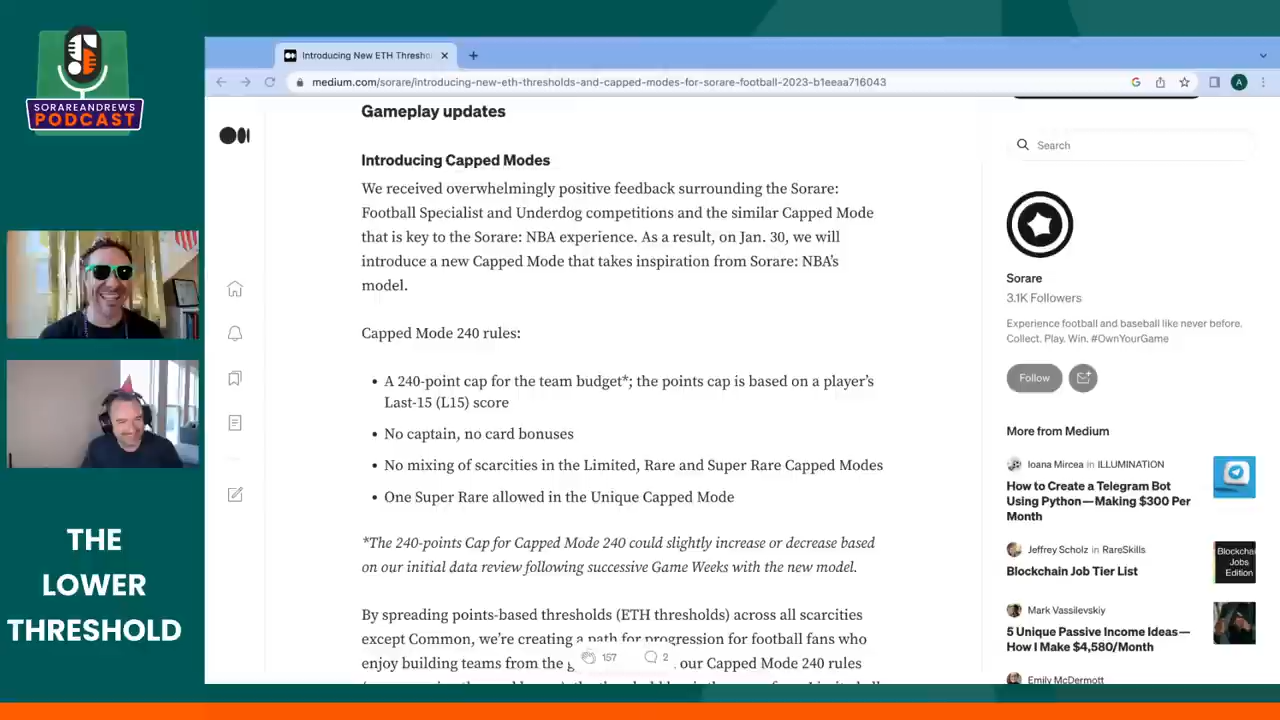 SORAREANDREWS
PODCAST
THE
LOWER
THRESHOLD
Introducing New ETH Thresho
medium.com/sorare/introducing-new-eth-thresholds-and-capped-modes-for-sorare-football-2023-b1eeaa716043
A
Gameplay updates
Introducing Capped Modes
We received overwhelmingly positive feedback surrounding the Sorare:
Football Specialist and Underdog competitions and the similar Capped Mode
that is key to the Sorare: NBA experience. As a result, on Jan. 30, we will
introduce a new Capped Mode that takes inspiration from Sorare: NBA's
model.
Capped Mode 240 rules:
• A 240-point cap for the team budget*; the points cap is based on a player's
Last-15 (L15) score
• No captain, no card bonuses
• No mixing of scarcities in the Limited, Rare and Super Rare Capped Modes
• One Super Rare allowed in the Unique Capped Mode
*The 240-points Cap for Capped Mode 240 could slightly increase or decrease based
on our initial data review following successive Game Weeks with the new model.
By spreading points-based thresholds (ETH thresholds) across all scarcities
except Common, we're creating a path for progression for football fans who
enjoy building teams from the g our Capped Mode 240 rules
157
2
Search
Sorare
3.1K Followers
Experience football and baseball like never before.
Collect. Play. Win. #OwnYourGame
Follow
More from Medium
Ioana Mircea in ILLUMINATION
How to Create a Telegram Bot
Using Python—Making $300 Per
Month
Jeffrey Scholz in RareSkills
Blockchain Job Tier List
Blockchai
Jobs
Edition
Mark Vassilevskiy
5 Unique Passive Income Ideas—
How I Make $4,580/Month
Emily McDermott